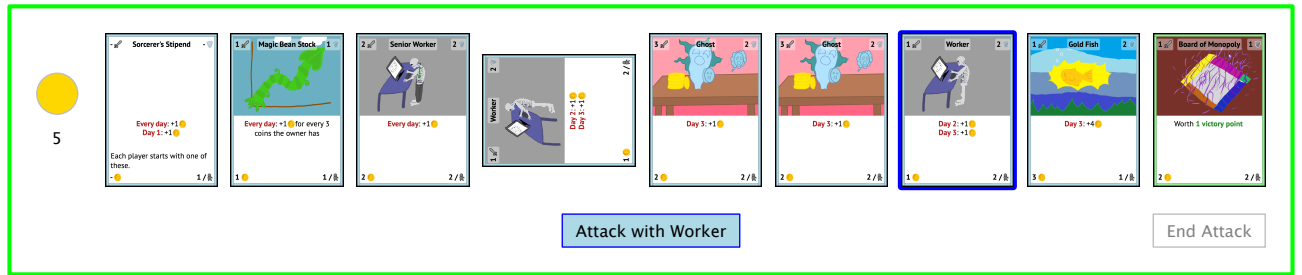 5
- Sorcerer's Stipend -
Every day: +1
Day 1: +1
Each player starts with one of
these.
- 1 /
1 Magic Bean Stock 1
Every day: +1 for every 3
coins the owner has
1 1 /
2 Senior Worker 2
Every day: +1
2 2 /
1 Worker 2
Day 2: +1
Day 3: +1
1 2 /
3 Ghost 2
Day 3: +1
2 2 /
3 Ghost 2
Day 3: +1
2 2 /
1 Worker 2
Day 2: +1
Day 3: +1
1 2 /
1 Gold Fish 2
Day 3: +4
3 1 /
1 Board of Monopoly 1
Worth 1 victory point
2 2 /
Attack with Worker
End Attack